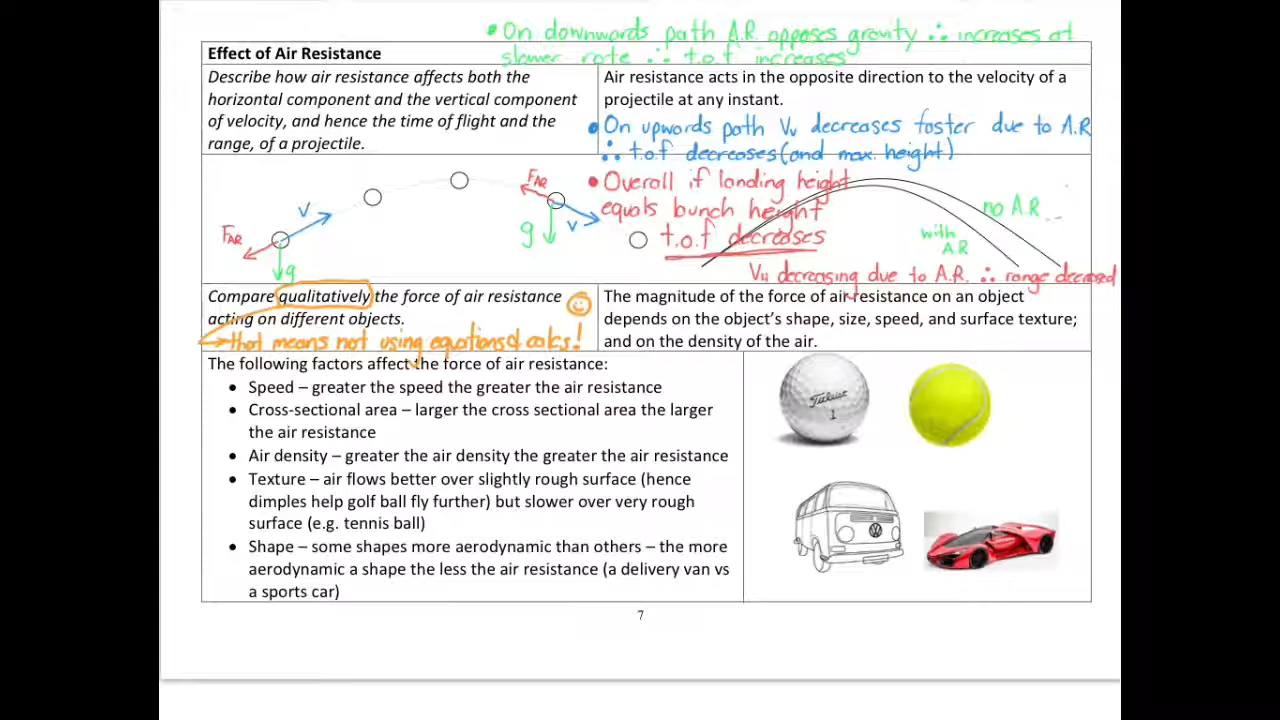 • On downwards path A.R. opposes gravity ∴ increases at
slower rate ∴ t.o.f increases
Effect of Air Resistance
Describe how air resistance affects both the
horizontal component and the vertical component
of velocity, and hence the time of flight and the
range, of a projectile.
Air resistance acts in the opposite direction to the velocity of a
projectile at any instant.
• On upwards path Vv decreases faster due to A.R
∴ t.o.f decreases (and max. height)
FAR
v
g
FAR
g
v
• Overall if landing height
equals launch height
t.o.f decreases
no A.R
with
A.R
VH decreasing due to A.R. ∴ range decreased
Compare qualitatively the force of air resistance
acting on different objects.
→ that means not using equations & calcs!
The magnitude of the force of air resistance on an object
depends on the object's shape, size, speed, and surface texture;
and on the density of the air.
The following factors affect the force of air resistance:
• Speed – greater the speed the greater the air resistance
• Cross-sectional area – larger the cross sectional area the larger
the air resistance
• Air density – greater the air density the greater the air resistance
• Texture – air flows better over slightly rough surface (hence
dimples help golf ball fly further) but slower over very rough
surface (e.g. tennis ball)
• Shape – some shapes more aerodynamic than others – the more
aerodynamic a shape the less the air resistance (a delivery van vs
a sports car)
Titleist
1
7